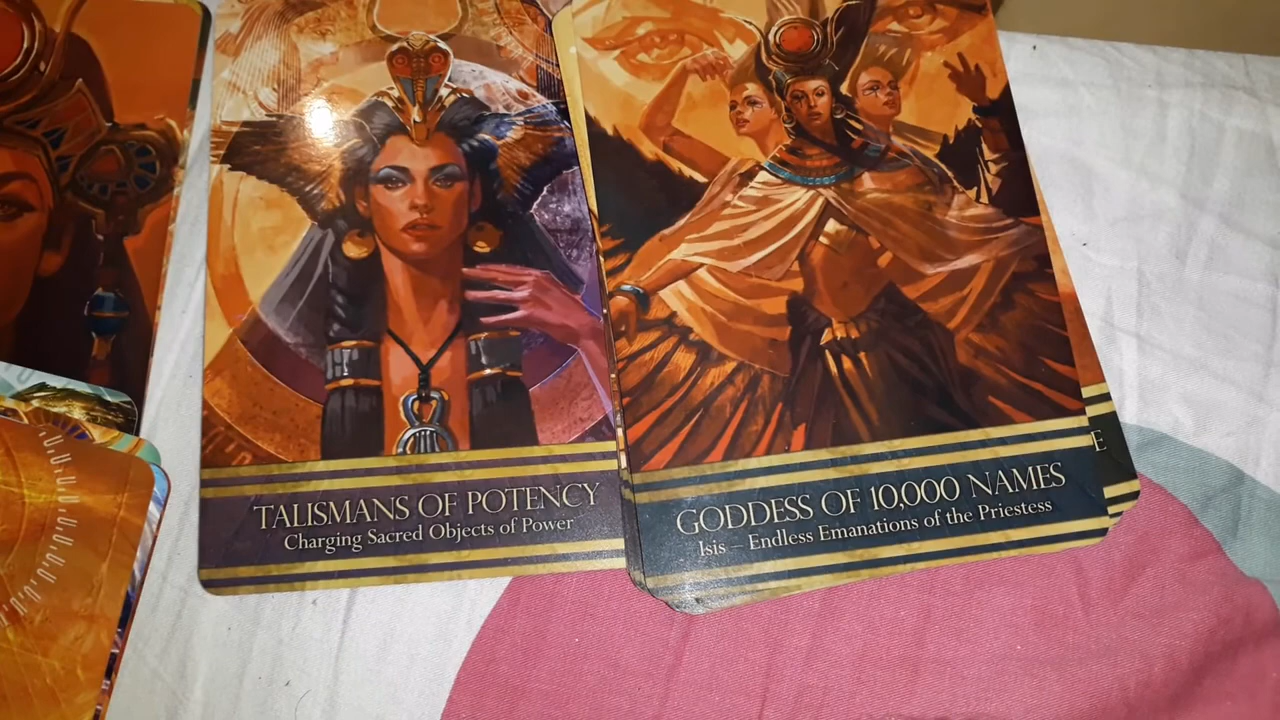 TALISMANS OF POTENCY
Charging Sacred Objects of Power
GODDESS OF 10,000 NAMES
Isis – Endless Emanations of the Priestess
E